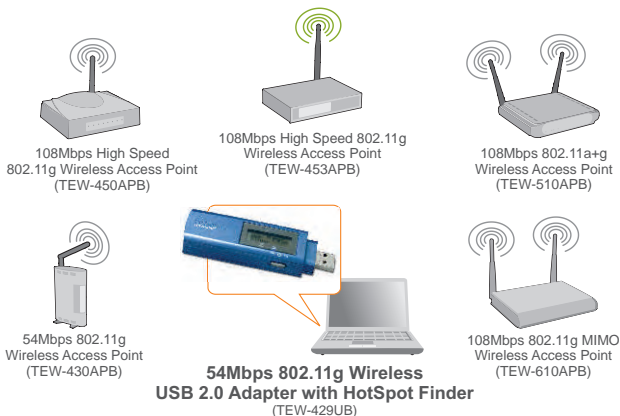 108Mbps High Speed
802.11g Wireless Access Point
(TEW-450APB)
108Mbps High Speed 802.11g
Wireless Access Point
(TEW-453APB)
108Mbps 802.11a+g
Wireless Access Point
(TEW-510APB)
54Mbps 802.11g
Wireless Access Point
(TEW-430APB)
54Mbps 802.11g Wireless
USB 2.0 Adapter with HotSpot Finder
(TEW-429UB)
108Mbps 802.11g MIMO
Wireless Access Point
(TEW-610APB)